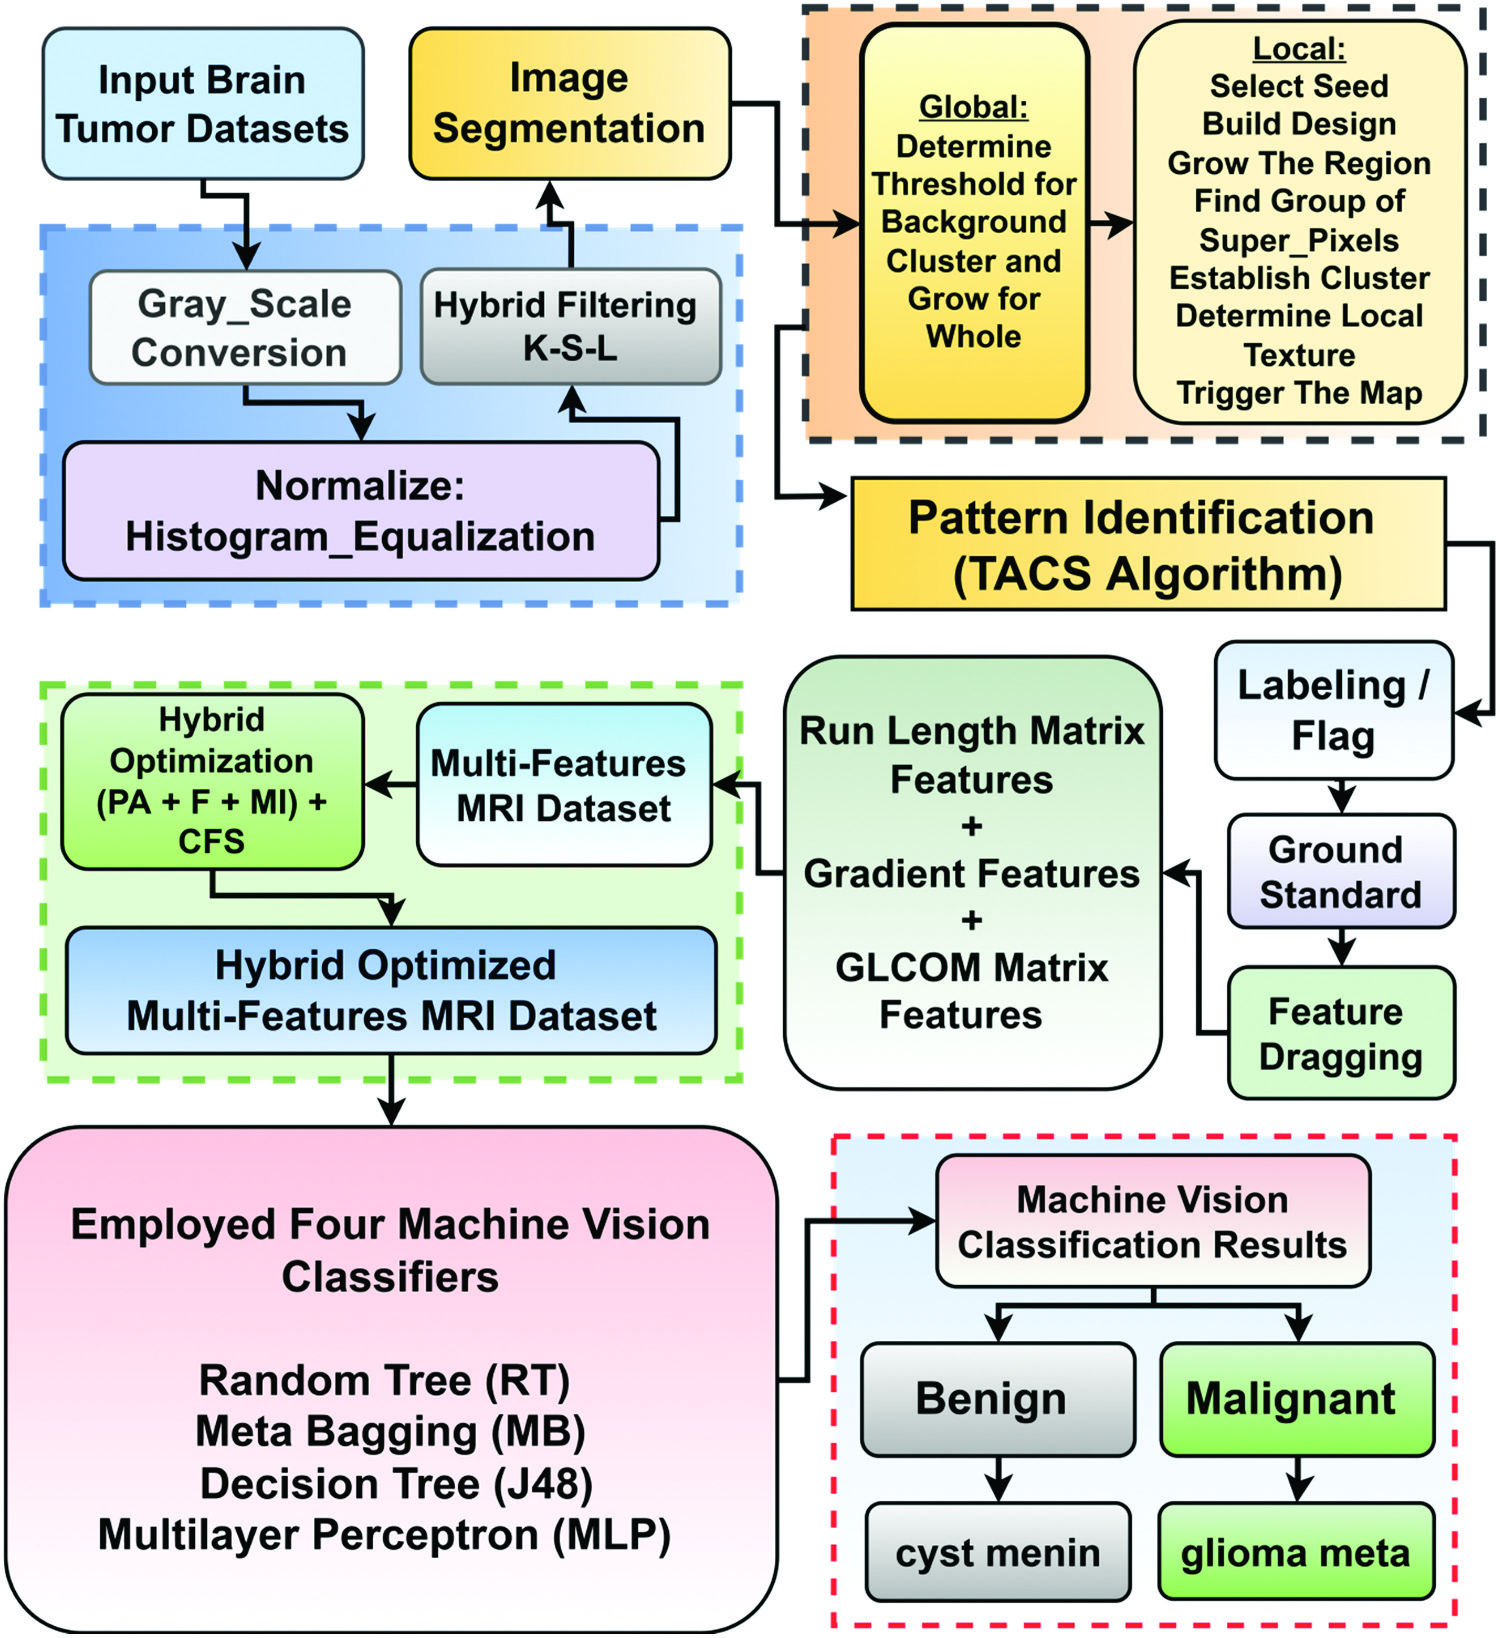 Input Brain
Tumor Datasets
Image
Segmentation
Global:
Determine
Threshold for
Background
Cluster and
Grow for
Whole
Local:
Select Seed
Build Design
Grow The Region
Find Group of
Super_Pixels
Establish Cluster
Determine Local
Texture
Trigger The Map
Gray_Scale
Conversion
Hybrid Filtering
K-S-L
Normalize:
Histogram_Equalization
Pattern Identification
(TACS Algorithm)
Labeling /
Flag
Ground
Standard
Feature
Dragging
Run Length Matrix
Features
+
Gradient Features
+
GLCOM Matrix
Features
Multi-Features
MRI Dataset
Hybrid
Optimization
(PA + F + MI) +
CFS
Hybrid Optimized
Multi-Features MRI Dataset
Employed Four Machine Vision
Classifiers
Random Tree (RT)
Meta Bagging (MB)
Decision Tree (J48)
Multilayer Perceptron (MLP)
Machine Vision
Classification Results
Benign
Malignant
cyst menin
glioma meta